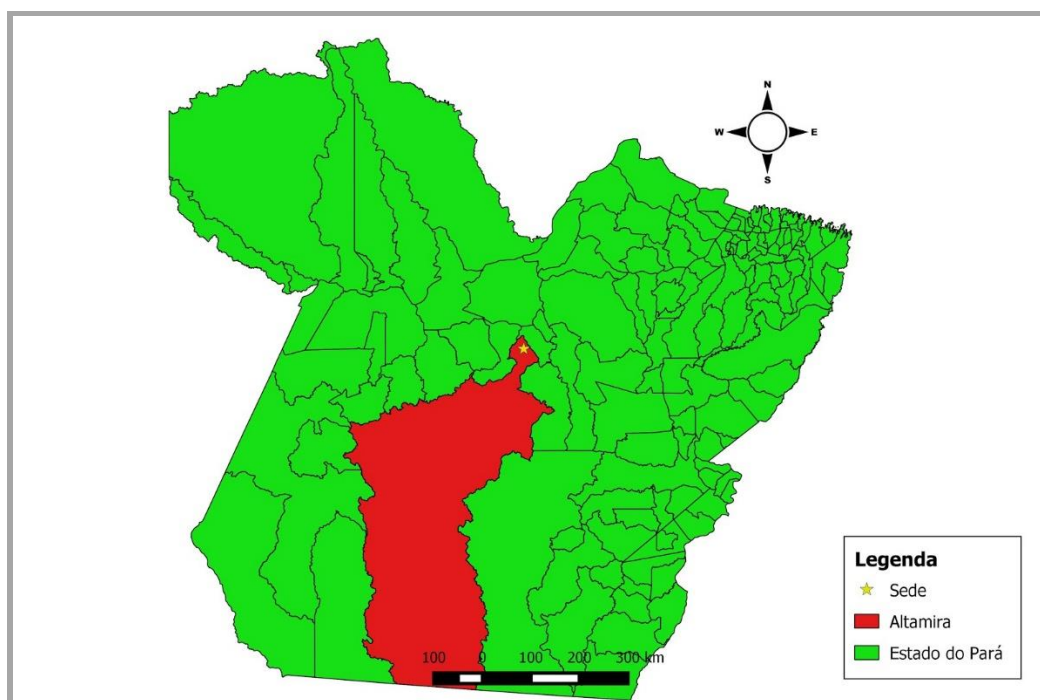 N
W E
S
100 0 100 200 300 km
Legenda
Sede
Altamira
Estado do Pará